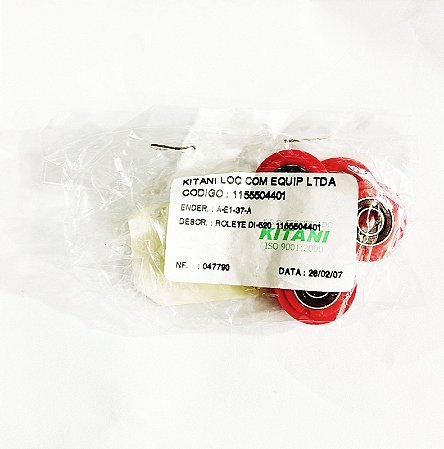 KITANI LOC COM EQUIP LTDA
CODIGO : 1155504401
ENDER. : A-E1-37-A
DESCR. : ROLETE DI-520 1155504401
KITANI
ISO 9001:2000
NF. : 047790 DATA : 26/02/07